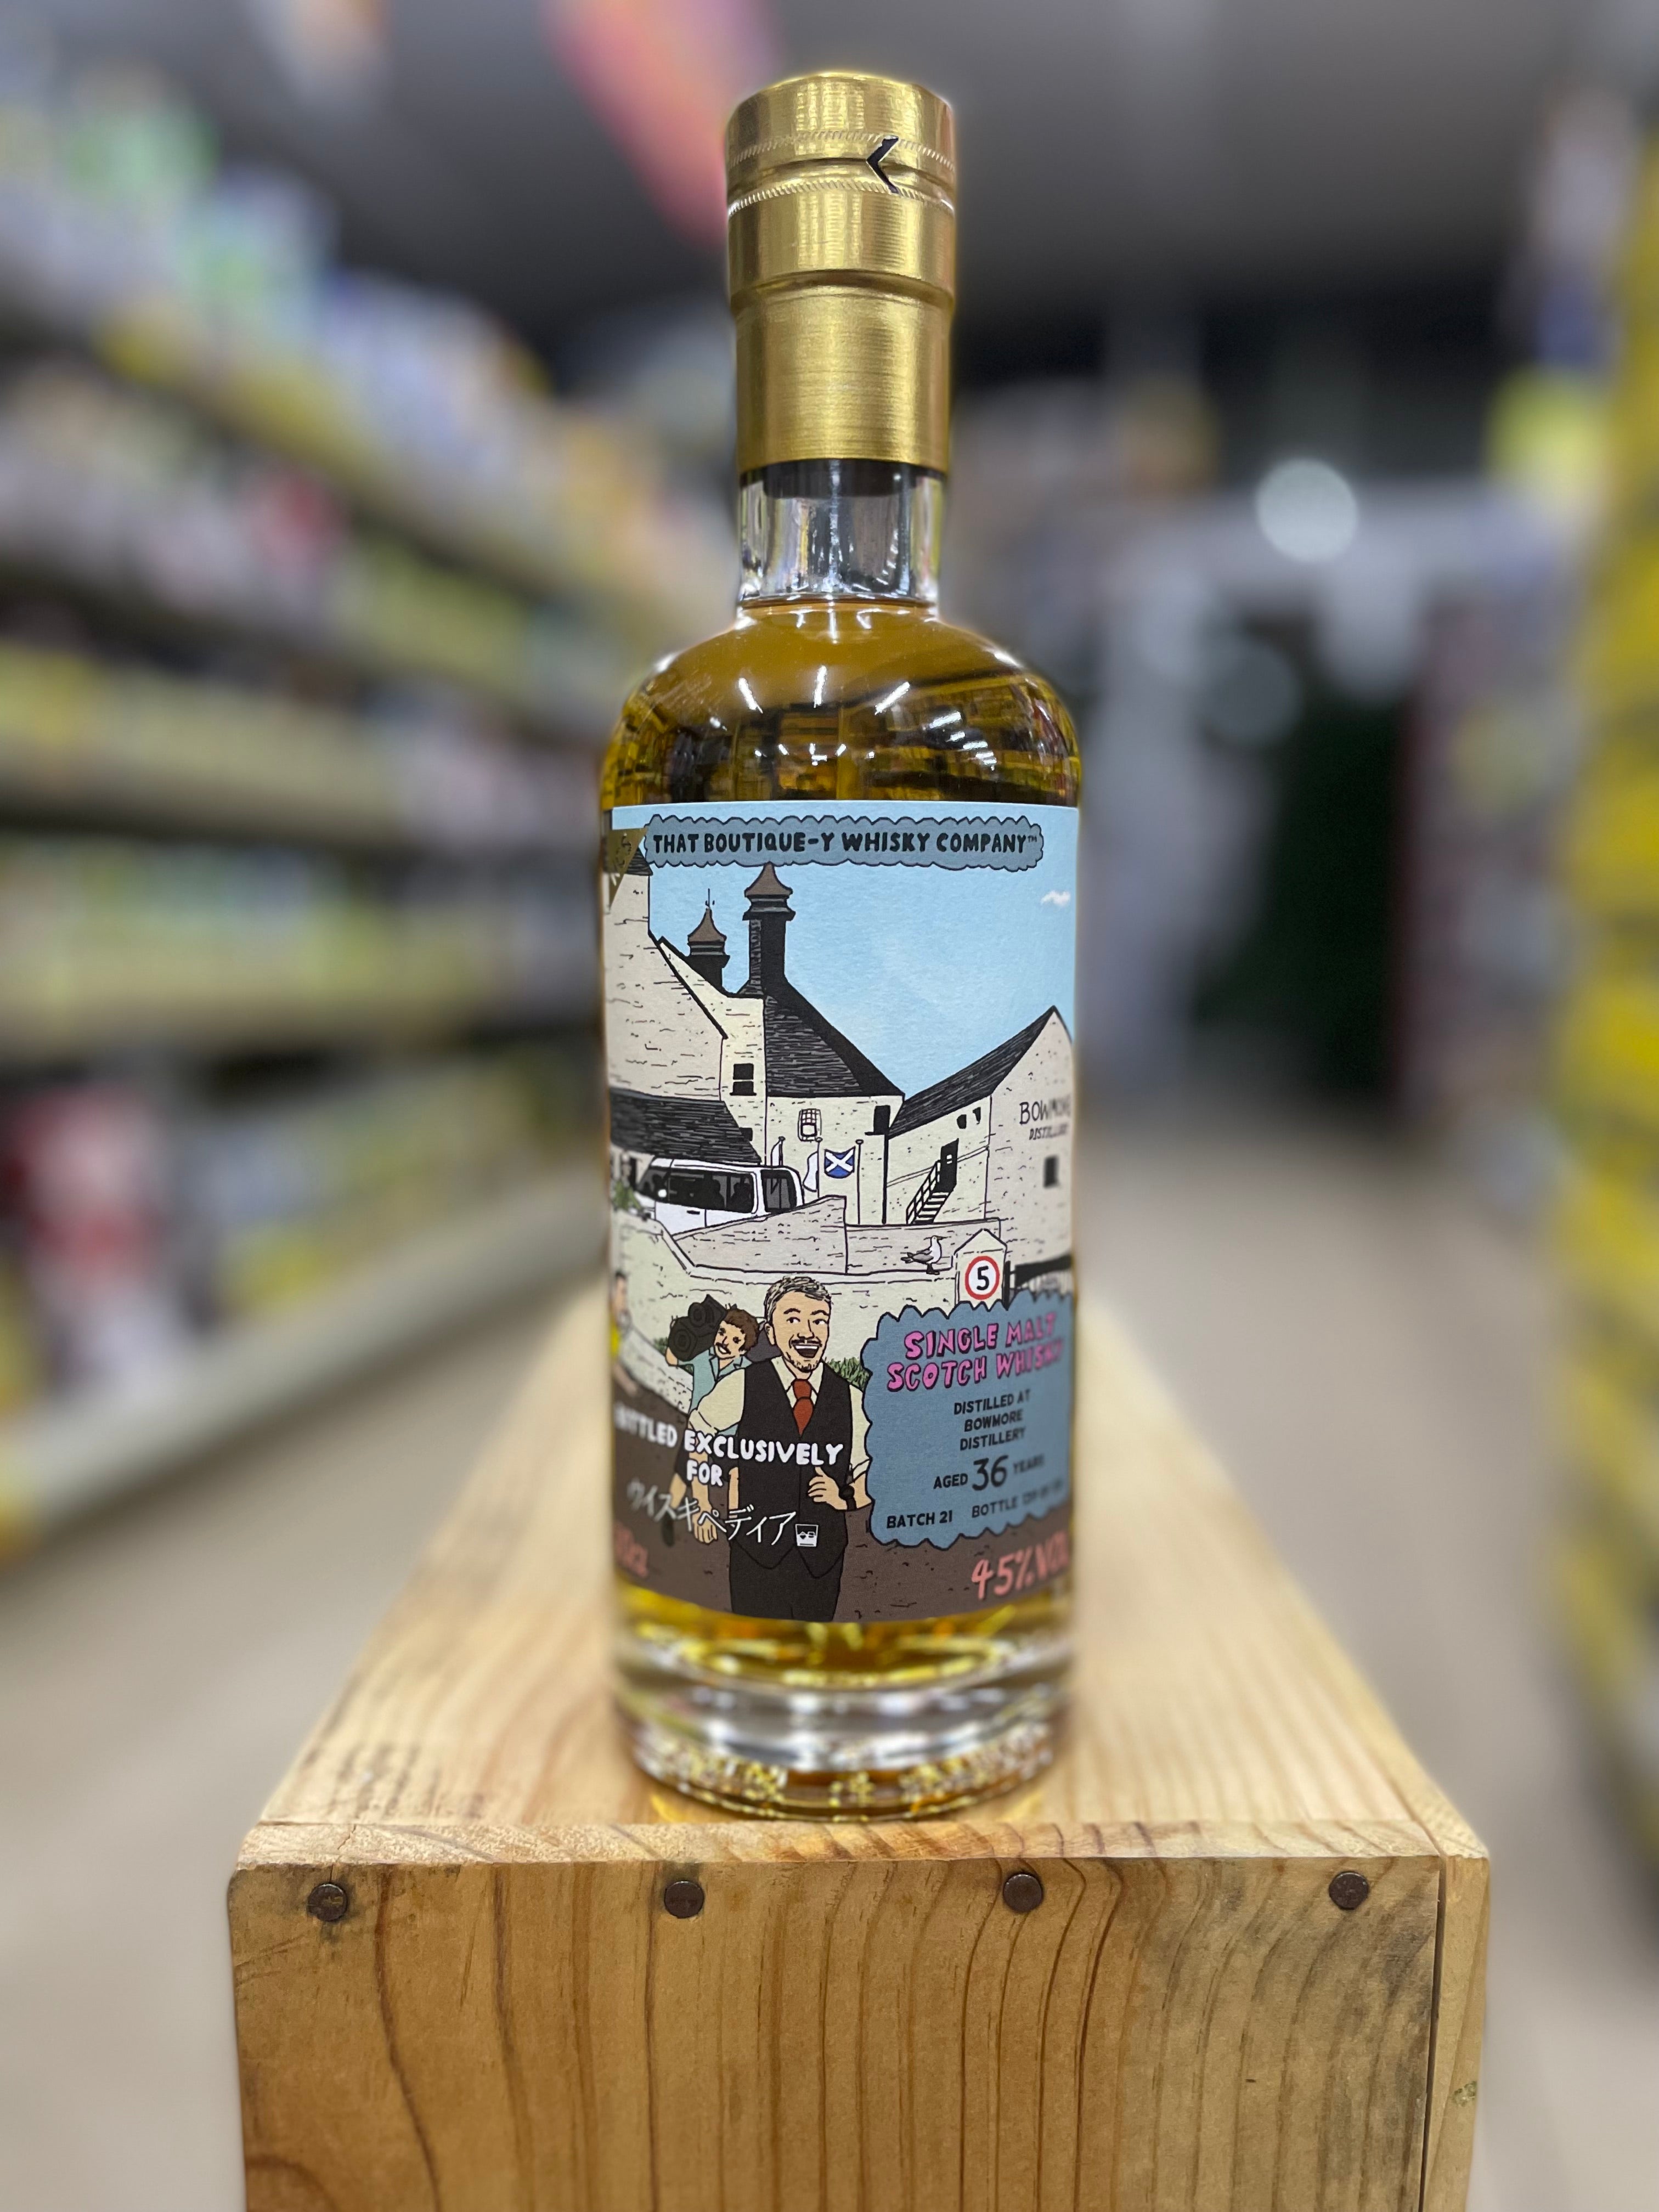 THAT BOUTIQUE-Y WHISKY COMPANY™
BOWMORE
DISTILLERY
5
SINGLE MALT
SCOTCH WHISKY
DISTILLED AT
BOWMORE
DISTILLERY
AGED 36 YEARS
BATCH 21 BOTTLE
BOTTLED EXCLUSIVELY
FOR
ウイスキペディア
45%.VOL